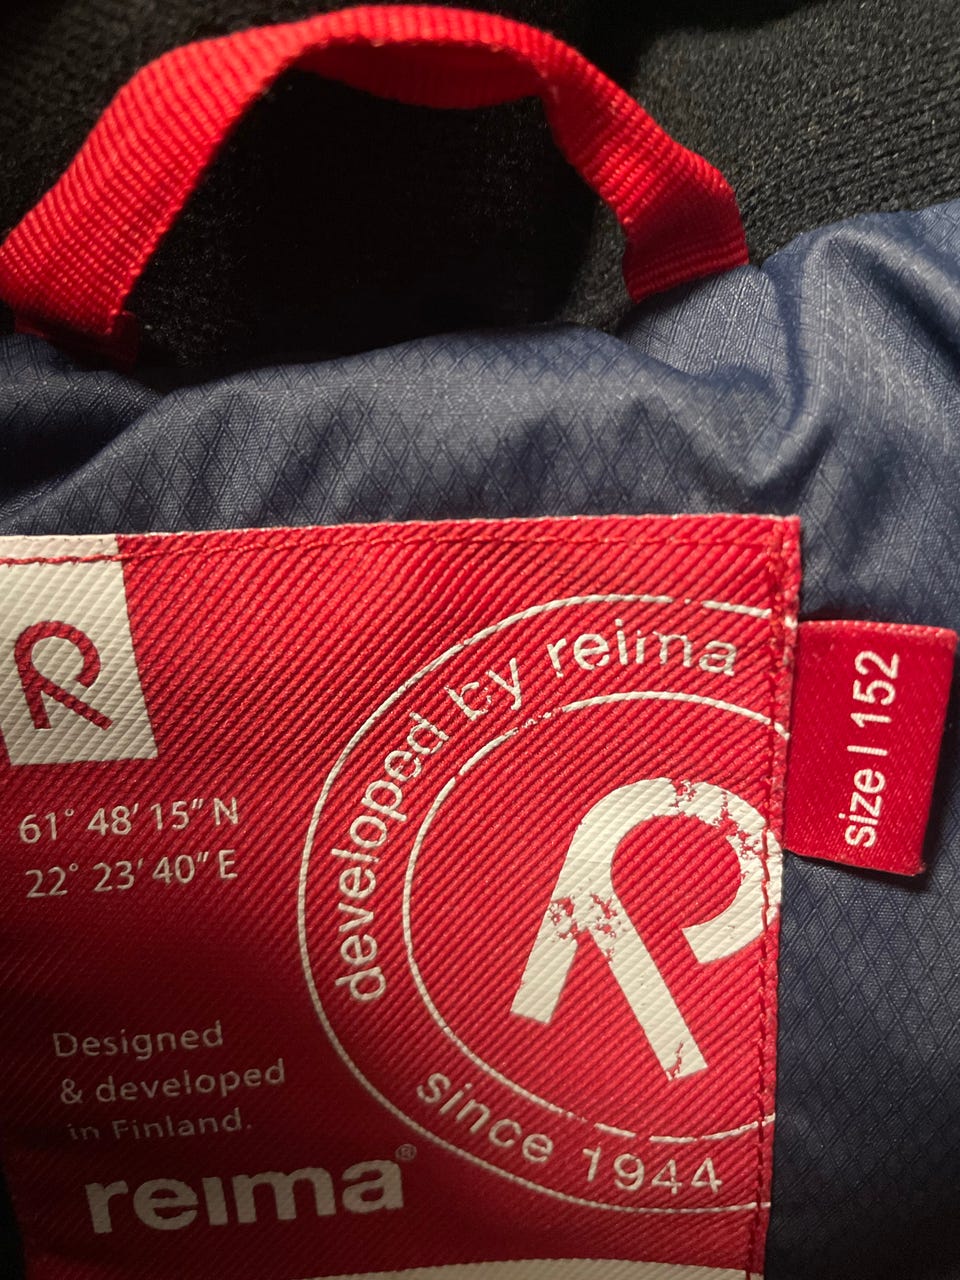 developed by reima
size | 152
61° 48' 15" N
22° 23' 40" E
Designed
& developed
in Finland.
since 1944
reima®